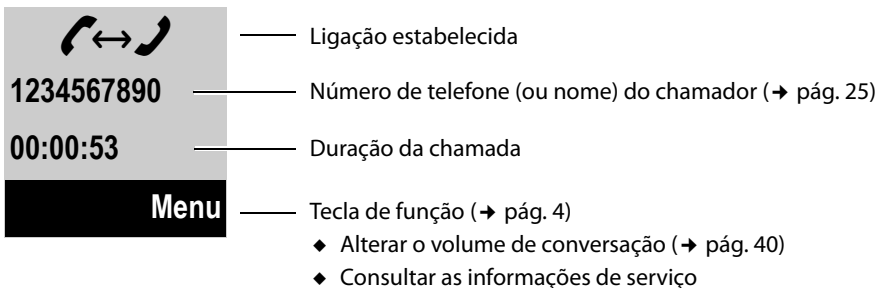 Ligação estabelecida
1234567890 Número de telefone (ou nome) do chamador (➔ pág. 25)
00:00:53 Duração da chamada
Menu Tecla de função (➔ pág. 4)
◆ Alterar o volume de conversação (➔ pág. 40)
◆ Consultar as informações de serviço